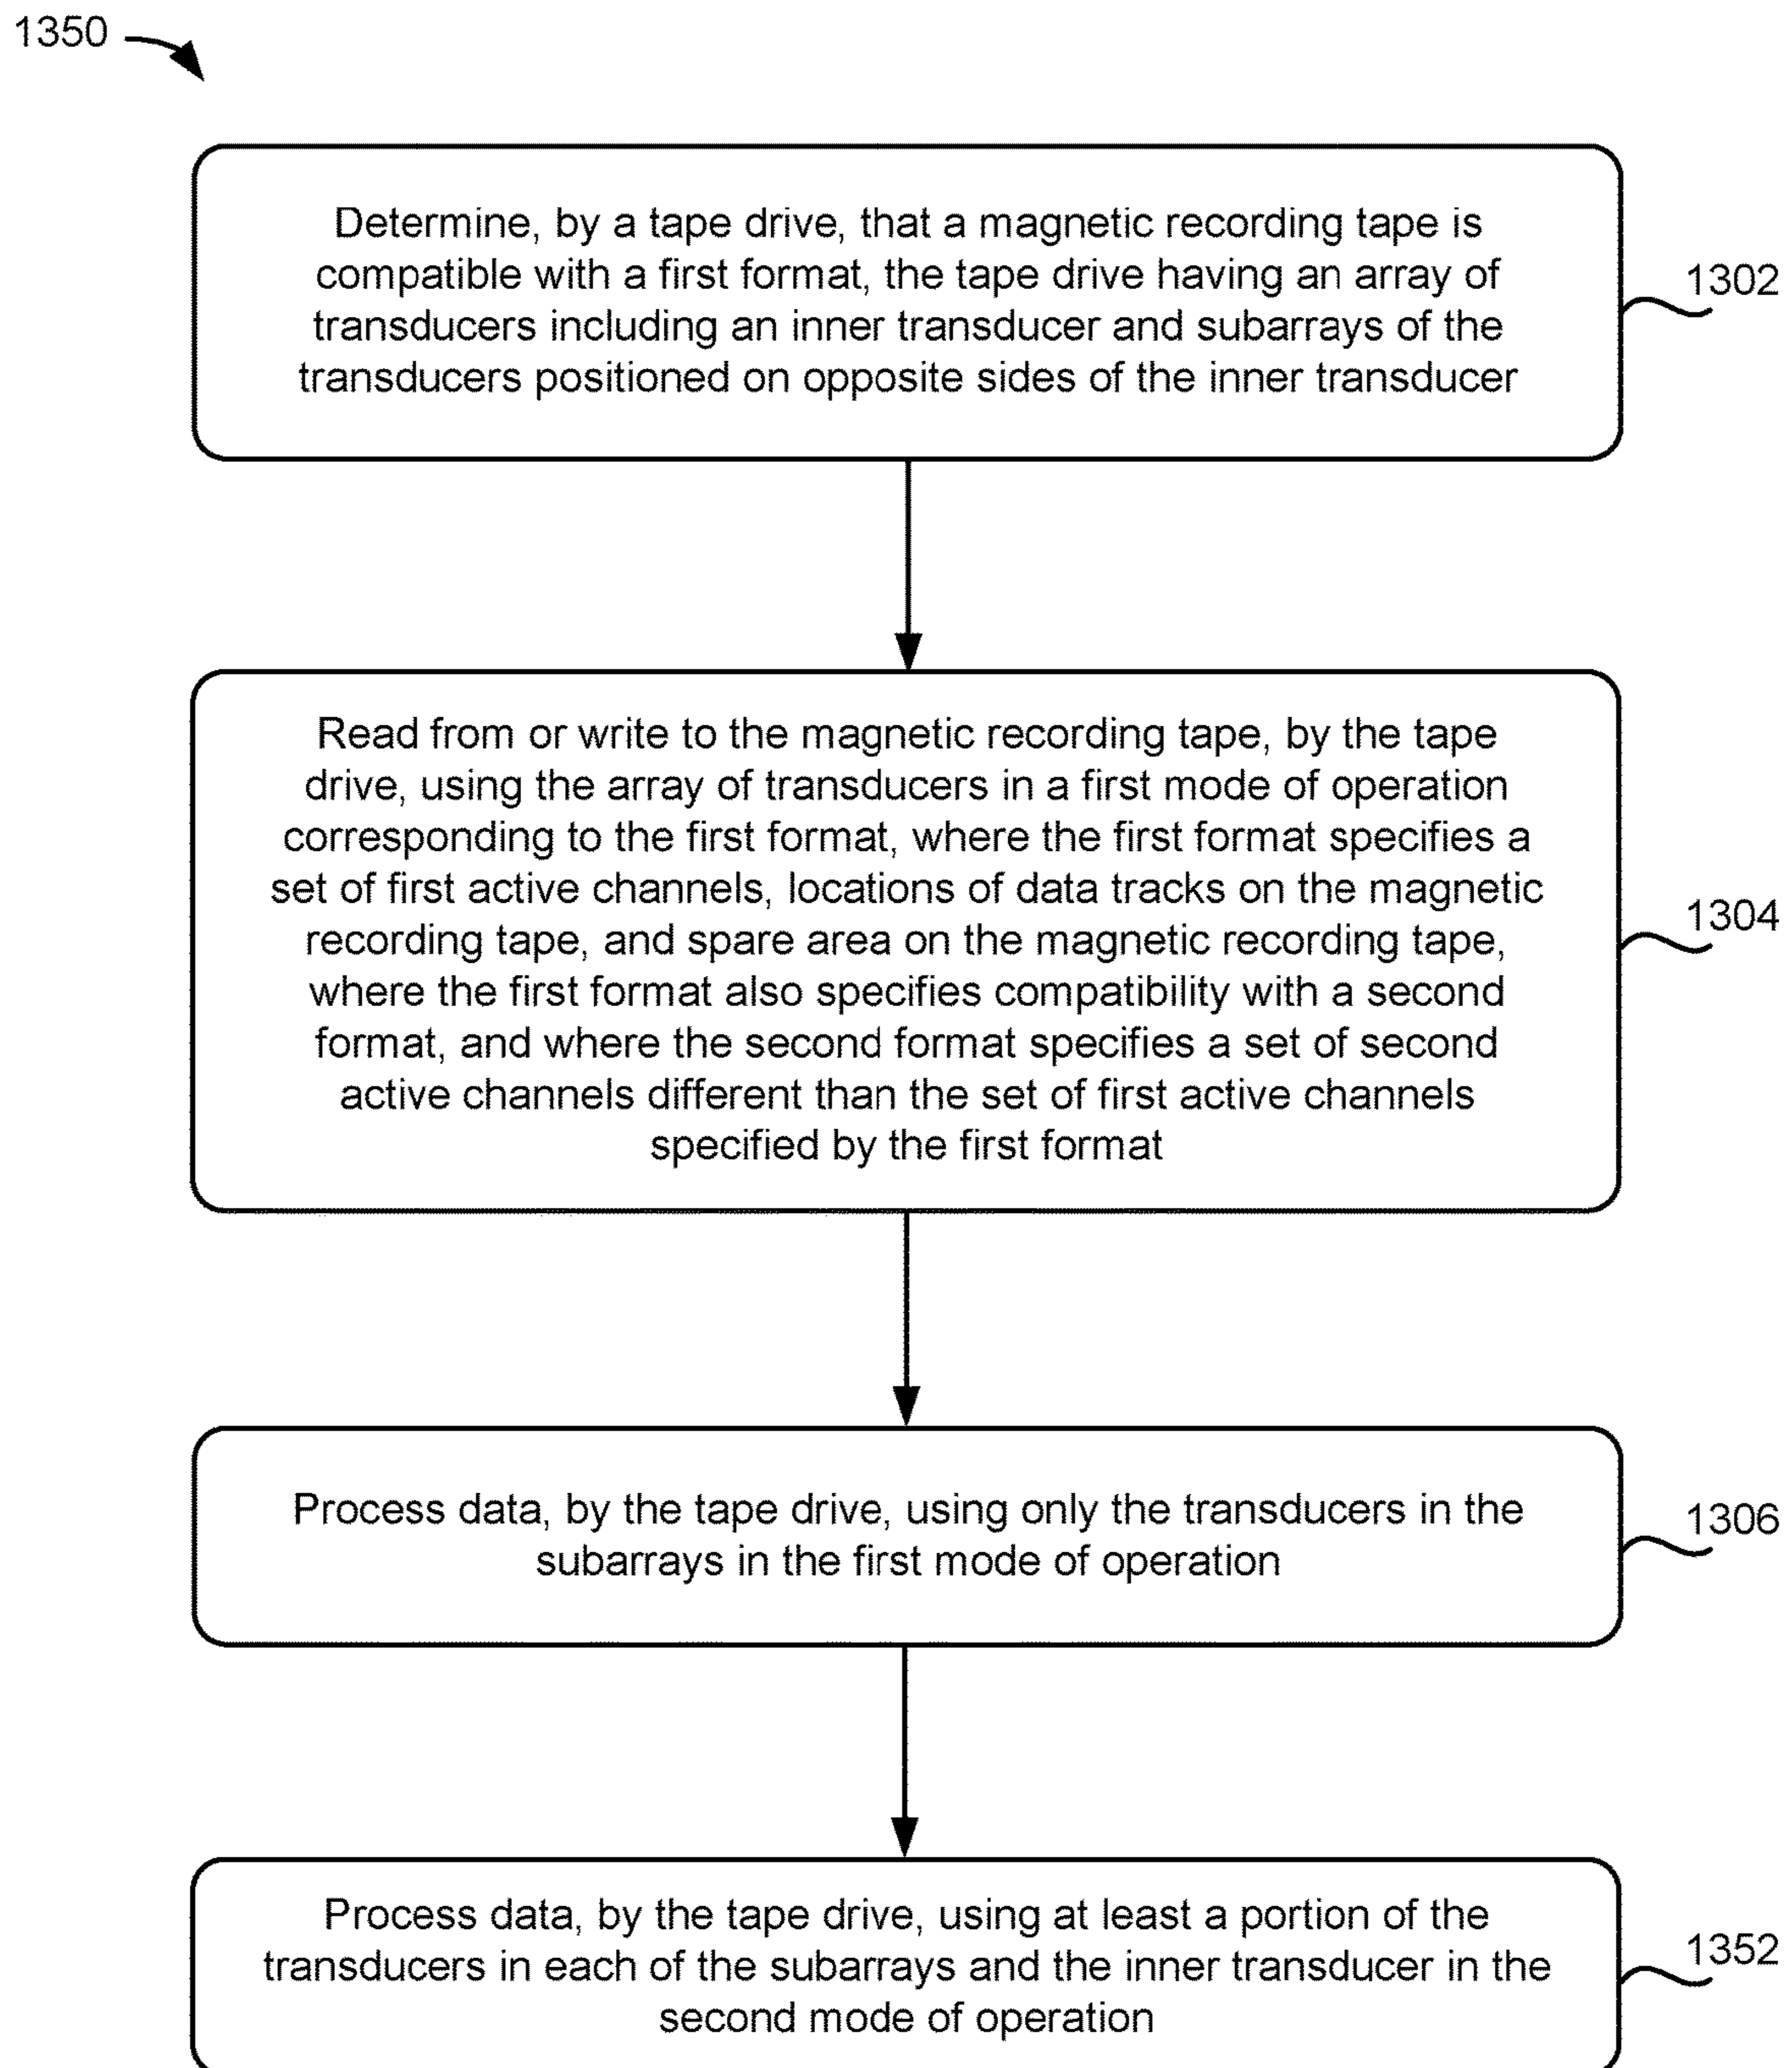 1350
Determine, by a tape drive, that a magnetic recording tape is
compatible with a first format, the tape drive having an array of
transducers including an inner transducer and subarrays of the
transducers positioned on opposite sides of the inner transducer
1302
Read from or write to the magnetic recording tape, by the tape
drive, using the array of transducers in a first mode of operation
corresponding to the first format, where the first format specifies a
set of first active channels, locations of data tracks on the magnetic
recording tape, and spare area on the magnetic recording tape,
where the first format also specifies compatibility with a second
format, and where the second format specifies a set of second
active channels different than the set of first active channels
specified by the first format
1304
Process data, by the tape drive, using only the transducers in the
subarrays in the first mode of operation
1306
Process data, by the tape drive, using at least a portion of the
transducers in each of the subarrays and the inner transducer in the
second mode of operation
1352